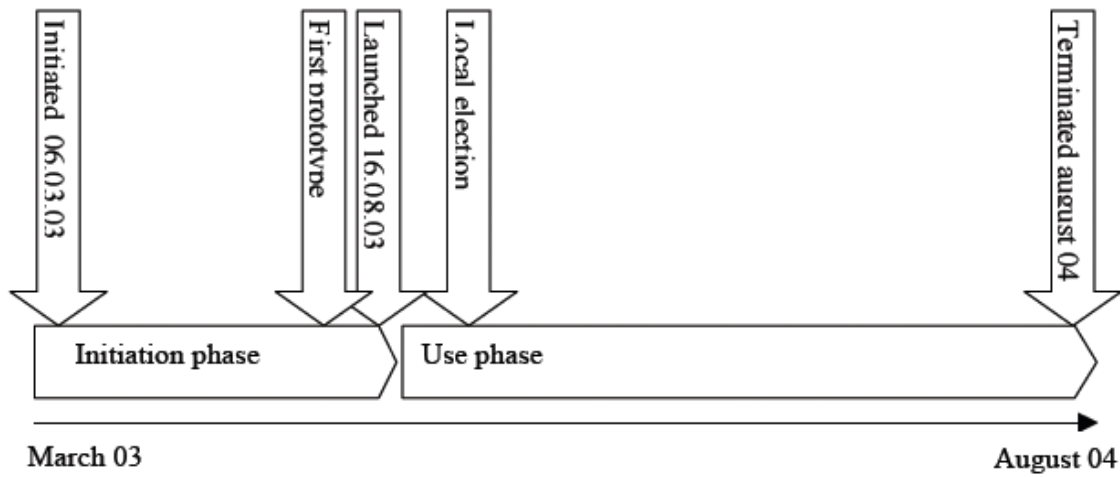 Initiated 06.03.03
First prototype
Launched 16.08.03
Local election
Terminated august 04
Initiation phase
Use phase
March 03
August 04